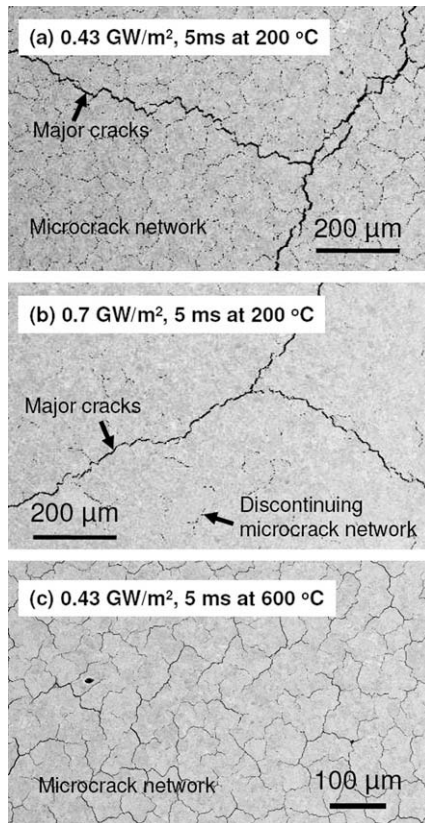 (a) 0.43 GW/m², 5ms at 200 °C
Major cracks
Microcrack network
200 µm
(b) 0.7 GW/m², 5 ms at 200 °C
Major cracks
200 µm
Discontinuing
microcrack network
(c) 0.43 GW/m², 5 ms at 600 °C
Microcrack network
100 µm